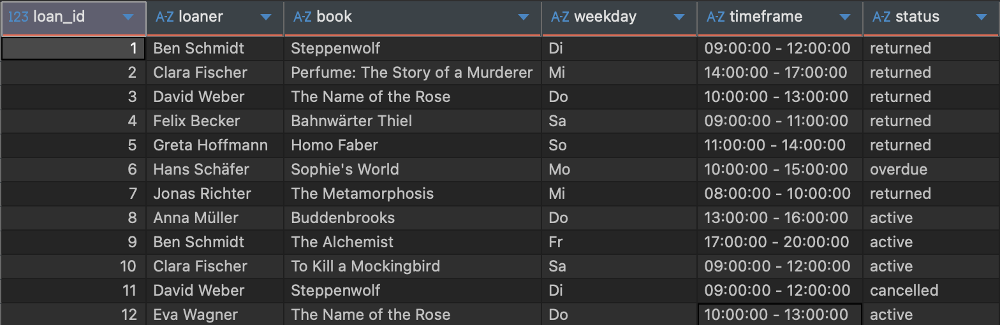 123 loan_id A-Z loaner A-Z book A-Z weekday A-Z timeframe A-Z status
1 Ben Schmidt Steppenwolf Di 09:00:00 - 12:00:00 returned
2 Clara Fischer Perfume: The Story of a Murderer Mi 14:00:00 - 17:00:00 returned
3 David Weber The Name of the Rose Do 10:00:00 - 13:00:00 returned
4 Felix Becker Bahnwärter Thiel Sa 09:00:00 - 11:00:00 returned
5 Greta Hoffmann Homo Faber So 11:00:00 - 14:00:00 returned
6 Hans Schäfer Sophie's World Mo 10:00:00 - 15:00:00 overdue
7 Jonas Richter The Metamorphosis Mi 08:00:00 - 10:00:00 returned
8 Anna Müller Buddenbrooks Do 13:00:00 - 16:00:00 active
9 Ben Schmidt The Alchemist Fr 17:00:00 - 20:00:00 active
10 Clara Fischer To Kill a Mockingbird Sa 09:00:00 - 12:00:00 active
11 David Weber Steppenwolf Di 09:00:00 - 12:00:00 cancelled
12 Eva Wagner The Name of the Rose Do 10:00:00 - 13:00:00 active